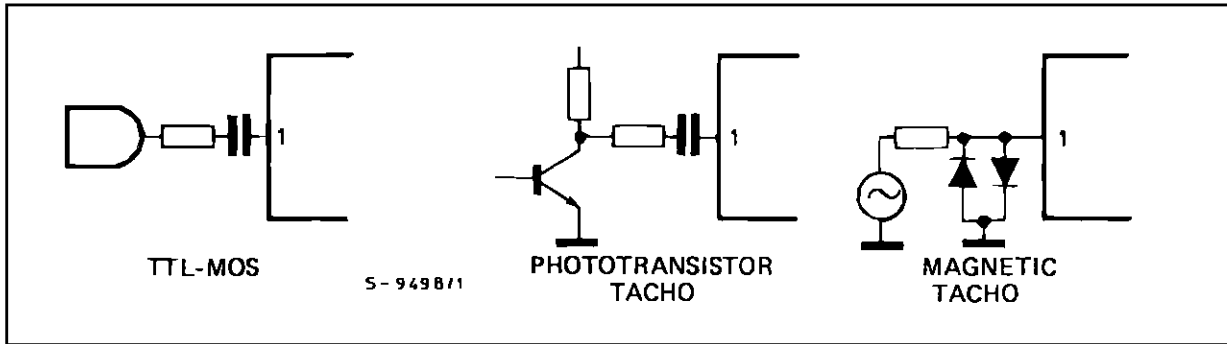 1
1
1
TTL-MOS
S-9498/1
PHOTOTRANSISTOR
TACHO
MAGNETIC
TACHO